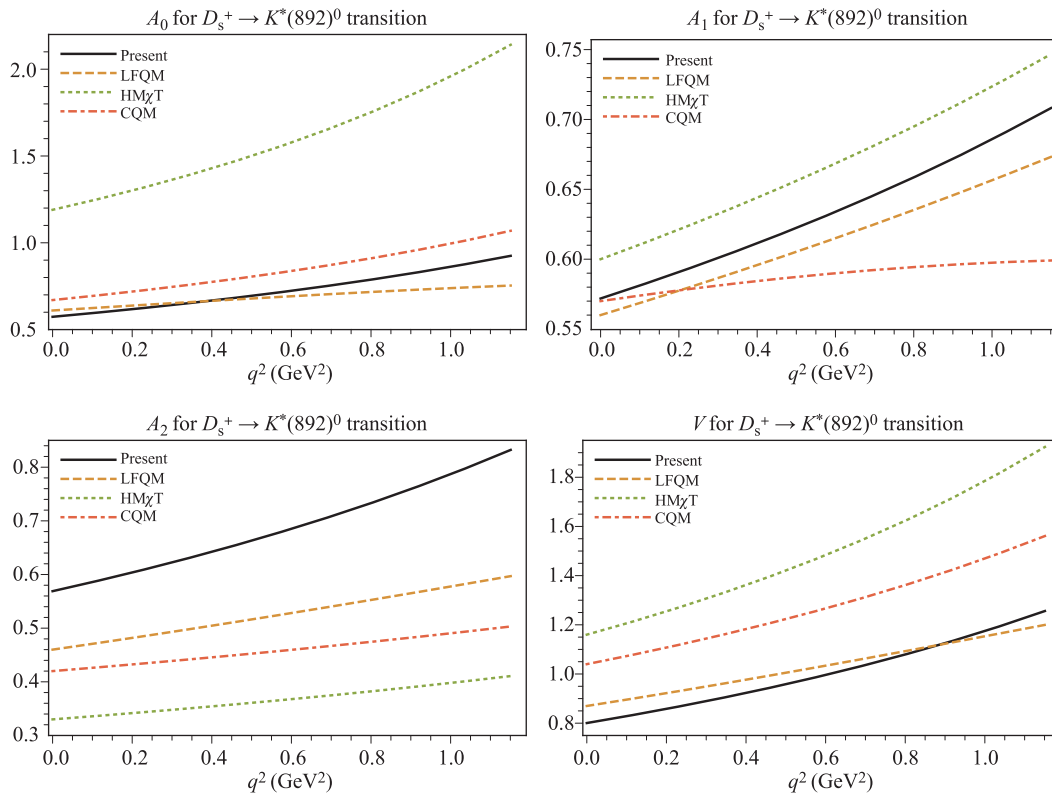 A₀ for Dₛ⁺ → K*(892)⁰ transition
2.0
1.5
1.0
0.5
Present
LFQM
HMχT
CQM
0.0 0.2 0.4 0.6 0.8 1.0
q² (GeV²)
A₁ for Dₛ⁺ → K*(892)⁰ transition
0.75
0.70
0.65
0.60
0.55
Present
LFQM
HMχT
CQM
0.0 0.2 0.4 0.6 0.8 1.0
q² (GeV²)
A₂ for Dₛ⁺ → K*(892)⁰ transition
0.8
0.7
0.6
0.5
0.4
0.3
Present
LFQM
HMχT
CQM
0.0 0.2 0.4 0.6 0.8 1.0
q² (GeV²)
V for Dₛ⁺ → K*(892)⁰ transition
1.8
1.6
1.4
1.2
1.0
0.8
Present
LFQM
HMχT
CQM
0.0 0.2 0.4 0.6 0.8 1.0
q² (GeV²)